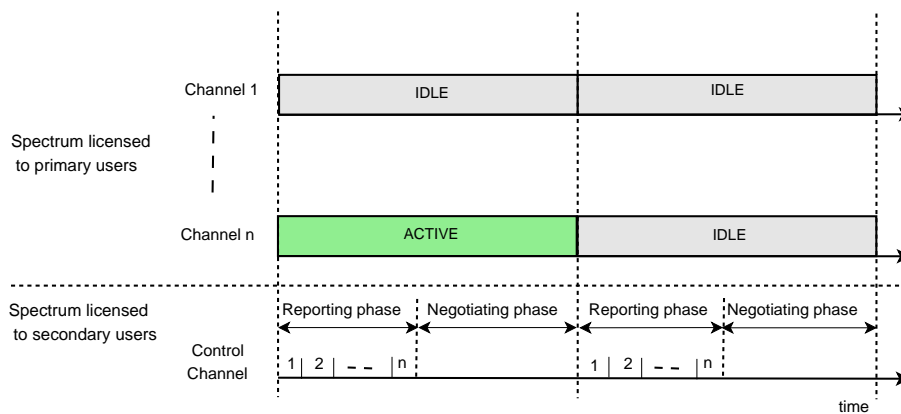 Channel 1
IDLE
IDLE
Spectrum licensed
to primary users
Channel n
ACTIVE
IDLE
Spectrum licensed
to secondary users
Reporting phase
Negotiating phase
Reporting phase
Negotiating phase
Control
Channel
1 2 n
1 2 n
time